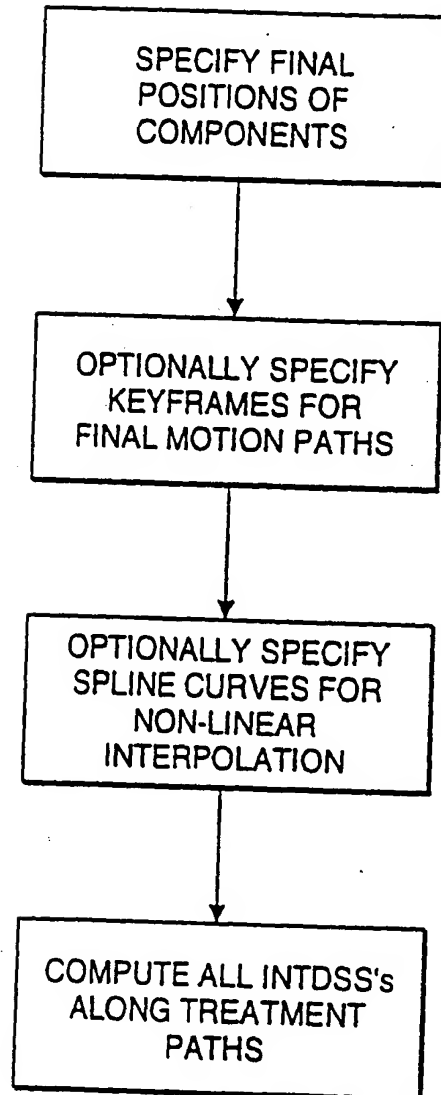 SPECIFY FINAL
POSITIONS OF
COMPONENTS
OPTIONALLY SPECIFY
KEYFRAMES FOR
FINAL MOTION PATHS
OPTIONALLY SPECIFY
SPLINE CURVES FOR
NON-LINEAR
INTERPOLATION
COMPUTE ALL INTDSS's
ALONG TREATMENT
PATHS